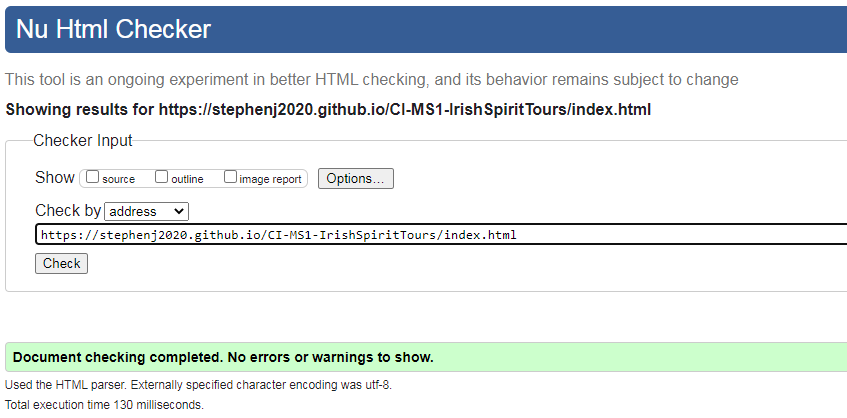 Nu Html Checker
This tool is an ongoing experiment in better HTML checking, and its behavior remains subject to change
Showing results for https://stephenj2020.github.io/CI-MS1-IrishSpiritTours/index.html
Checker Input
Show source outline image report Options...
Check by address
https://stephenj2020.github.io/CI-MS1-IrishSpiritTours/index.html
Check
Document checking completed. No errors or warnings to show.
Used the HTML parser. Externally specified character encoding was utf-8.
Total execution time 130 milliseconds.